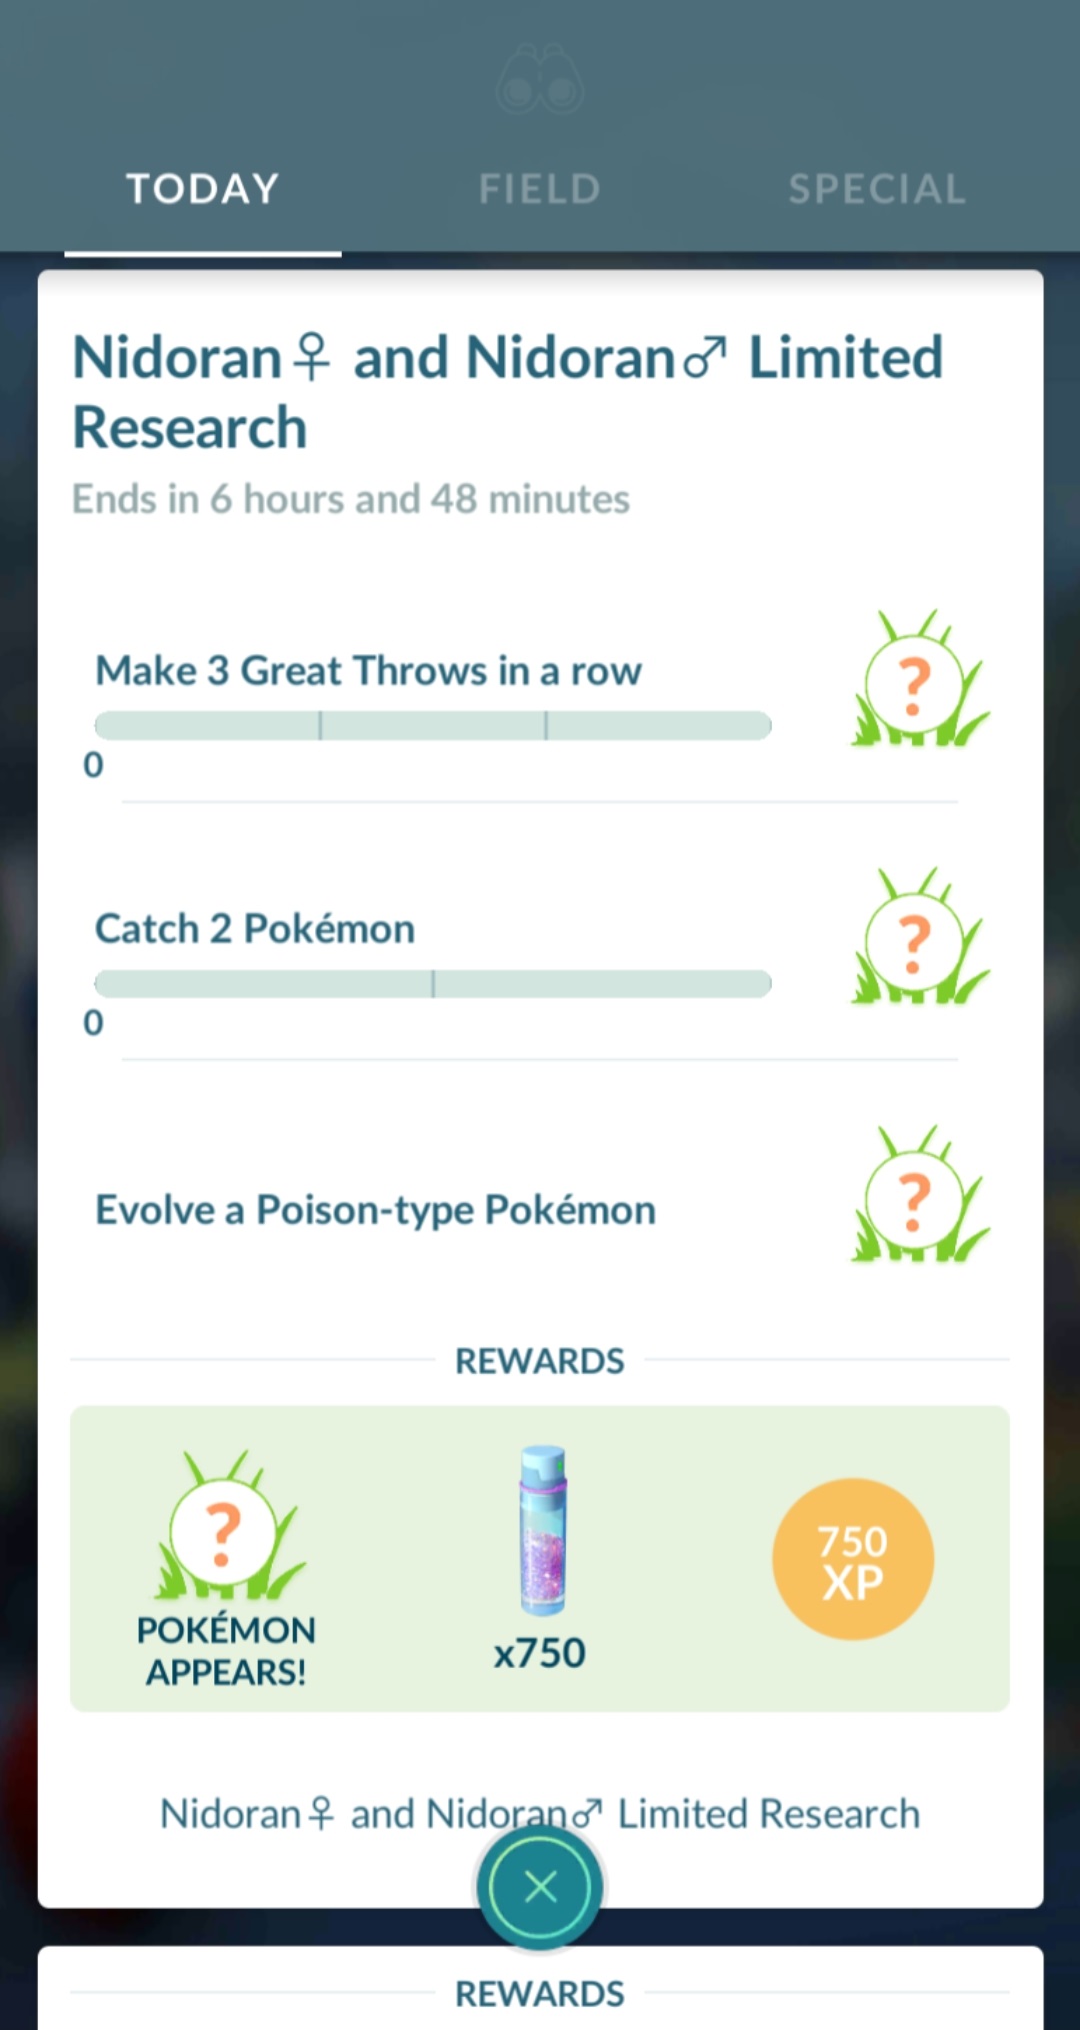 TODAY
FIELD
SPECIAL
Nidoran♀ and Nidoran♂ Limited
Research
Ends in 6 hours and 48 minutes
Make 3 Great Throws in a row
?
0
Catch 2 Pokémon
?
0
Evolve a Poison-type Pokémon
?
REWARDS
?
POKÉMON
APPEARS!
x750
750
XP
Nidoran♀ and Nidoran♂ Limited Research
REWARDS